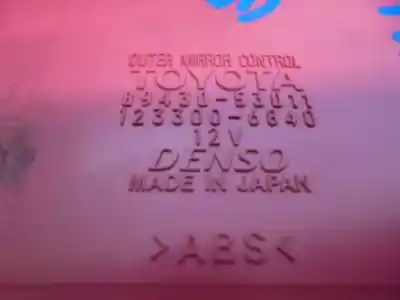 OUTER MIRROR CONTROL
TOYOTA
89430-53011
123300-6640
12V
DENSO
MADE IN JAPAN
>ABS<